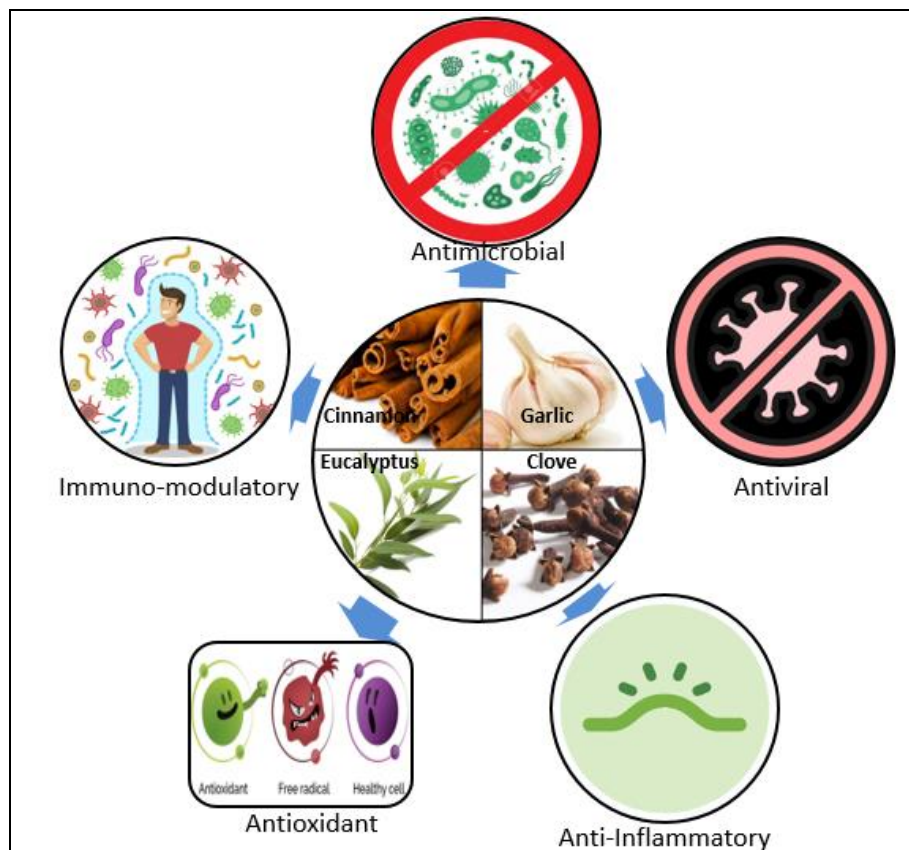 Antimicrobial
Cinnamon
Garlic
Eucalyptus
Clove
Immuno-modulatory
Antiviral
Antioxidant
Free radical
Healthy cell
Antioxidant
Anti-Inflammatory